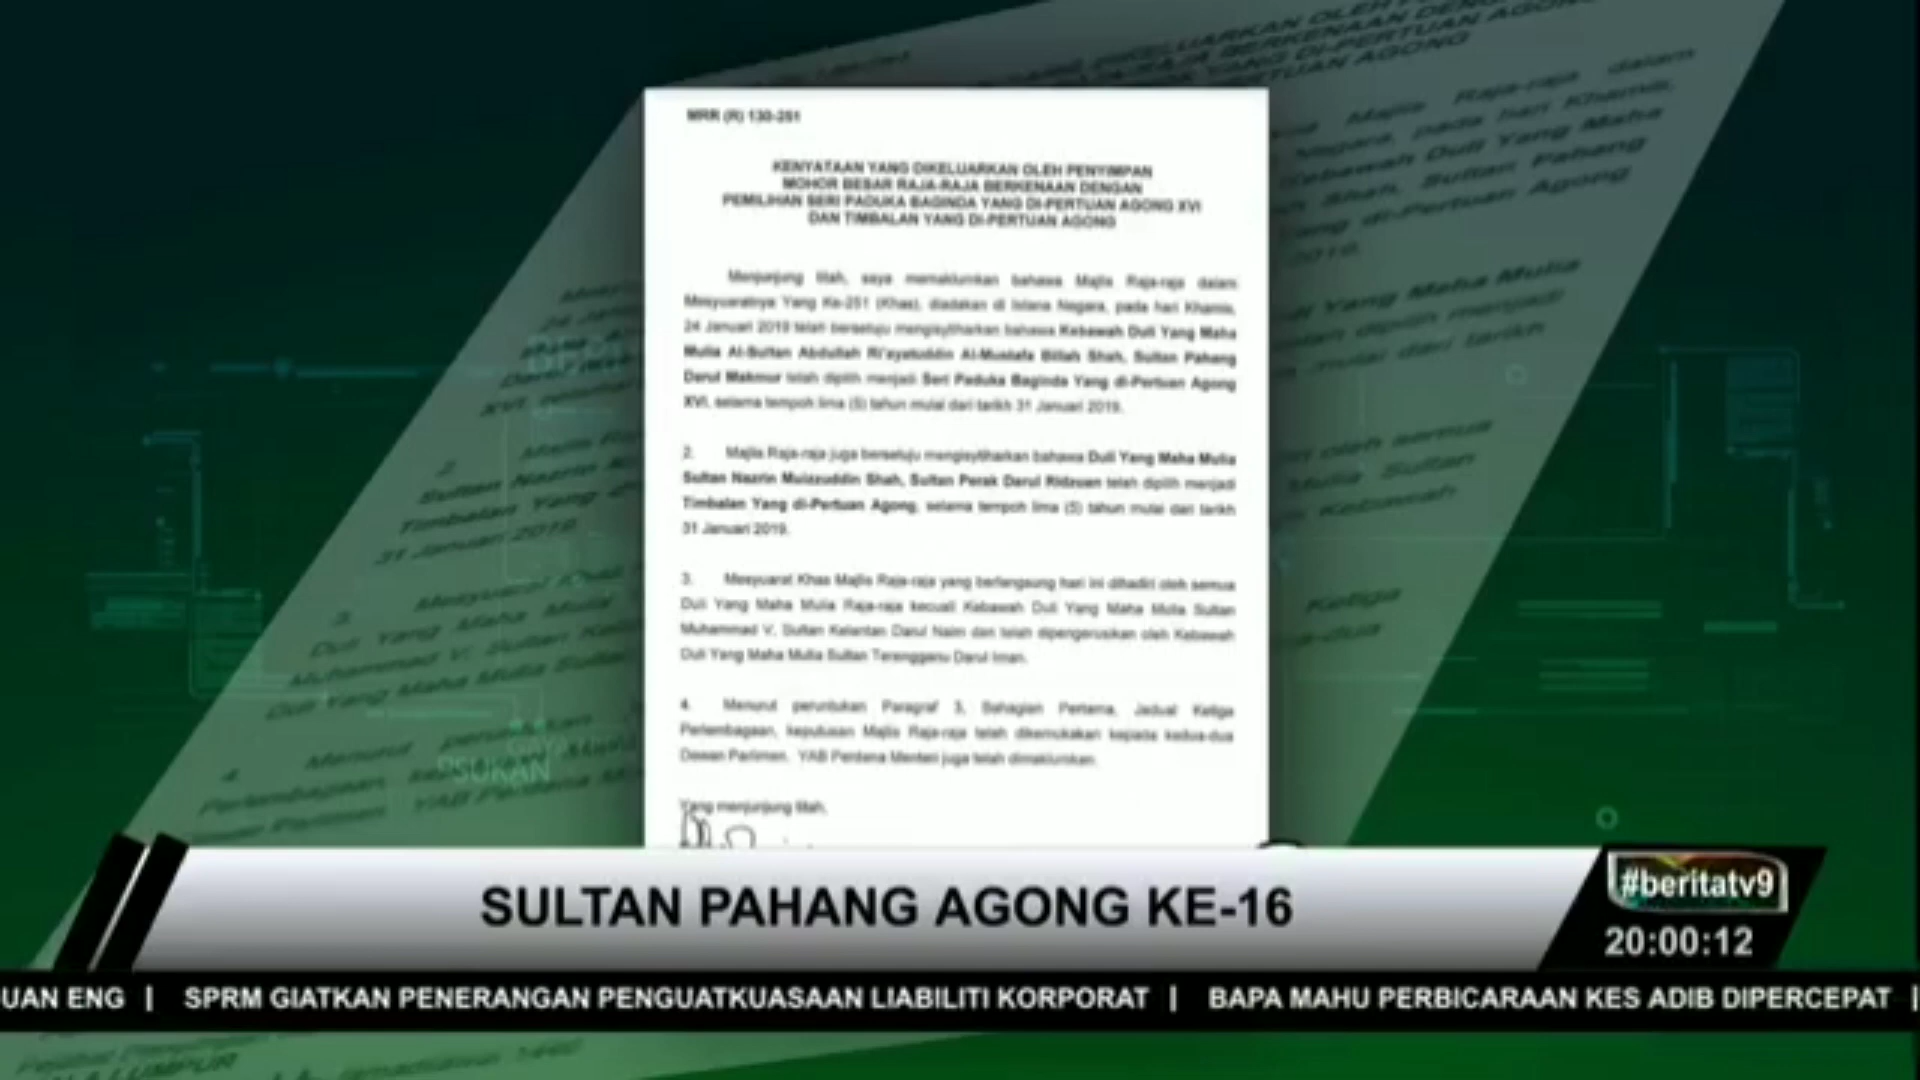 MRR (R) 130-251
KENYATAAN YANG DIKELUARKAN OLEH PENYIMPAN
MOHOR BESAR RAJA-RAJA BERKENAAN DENGAN
PEMILIHAN SERI PADUKA BAGINDA YANG DI-PERTUAN AGONG XVI
DAN TIMBALAN YANG DI-PERTUAN AGONG
Menjunjung titah, saya memaklumkan bahawa Majlis Raja-raja dalam
Mesyuaratnya Yang Ke-251 (Khas), diadakan di Istana Negara, pada hari Khamis,
24 Januari 2019 telah bersetuju mengisytiharkan bahawa Kebawah Duli Yang Maha
Mulia Al-Sultan Abdullah Ri'ayatuddin Al-Mustafa Billah Shah, Sultan Pahang
Darul Makmur telah dipilih menjadi Seri Paduka Baginda Yang di-Pertuan Agong
XVI, selama tempoh lima (5) tahun mulai dari tarikh 31 Januari 2019.
2. Majlis Raja-raja juga bersetuju mengisytiharkan bahawa Duli Yang Maha Mulia
Sultan Nazrin Muizzuddin Shah, Sultan Perak Darul Ridzuan telah dipilih menjadi
Timbalan Yang di-Pertuan Agong, selama tempoh lima (5) tahun mulai dari tarikh
31 Januari 2019.
3. Mesyuarat Khas Majlis Raja-raja yang berlangsung hari ini dihadiri oleh semua
Duli Yang Maha Mulia Raja-raja kecuali Kebawah Duli Yang Maha Mulia Sultan
Muhammad V, Sultan Kelantan Darul Naim dan telah dipengerusikan oleh Kebawah
Duli Yang Maha Mulia Sultan Terengganu Darul Iman.
4. Menurut peruntukan Paragraf 3, Bahagian Pertama, Jadual Ketiga
Perlembagaan, keputusan Majlis Raja-raja telah dikemukakan kepada kedua-dua
Dewan Parlimen. YAB Perdana Menteri juga telah dimaklumkan.
Yang menjunjung titah,
SULTAN PAHANG AGONG KE-16
#beritatv9
20:00:12
UAN ENG | SPRM GIATKAN PENERANGAN PENGUATKUASAAN LIABILITI KORPORAT | BAPA MAHU PERBICARAAN KES ADIB DIPERCEPAT |